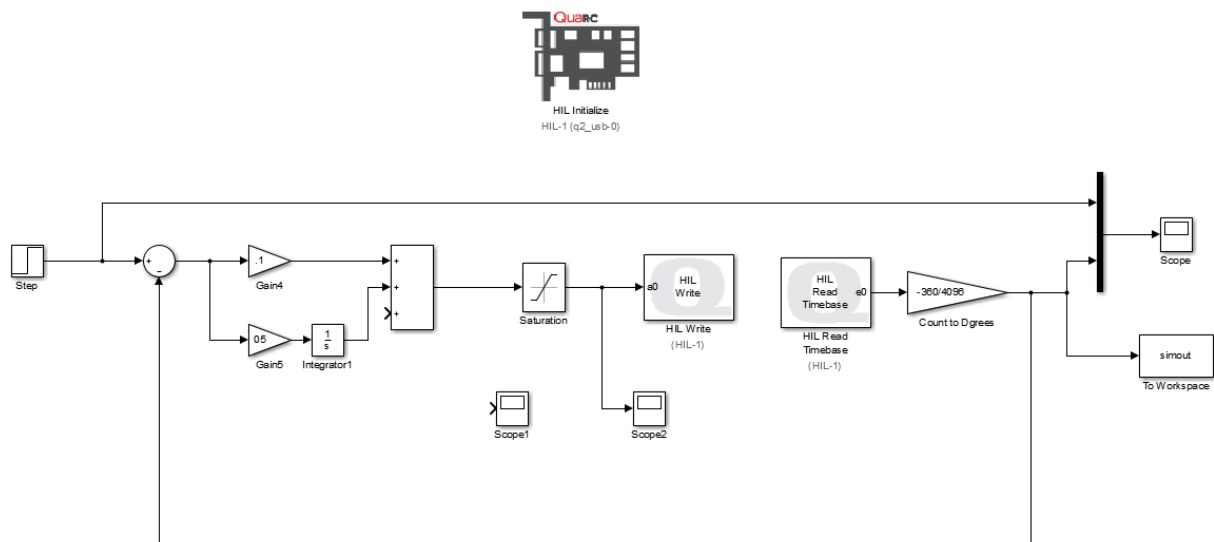 QUARC
HIL Initialize
HIL-1 (q2_usb-0)
Step
+
−
.1
Gain4
05
Gain5
1
s
Integrator1
+
+
+
Saturation
a0
HIL
Write
HIL Write
(HIL-1)
HIL
Read
Timebase
e0
HIL Read
Timebase
(HIL-1)
-360/4096
Count to Dgrees
Scope
simout
To Workspace
Scope1
Scope2